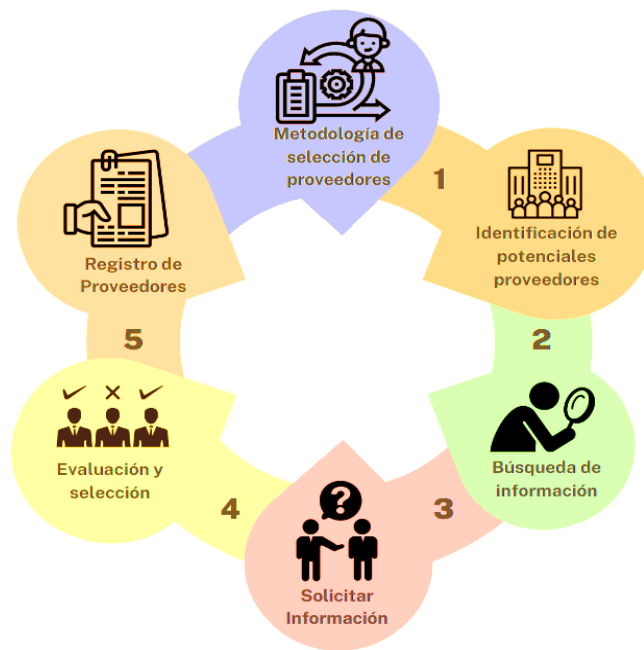 Metodología de
selección de
proveedores
1
Identificación de
potenciales
proveedores
2
Búsqueda de
información
3
Solicitar
Información
4
Evaluación y
selección
5
Registro de
Proveedores